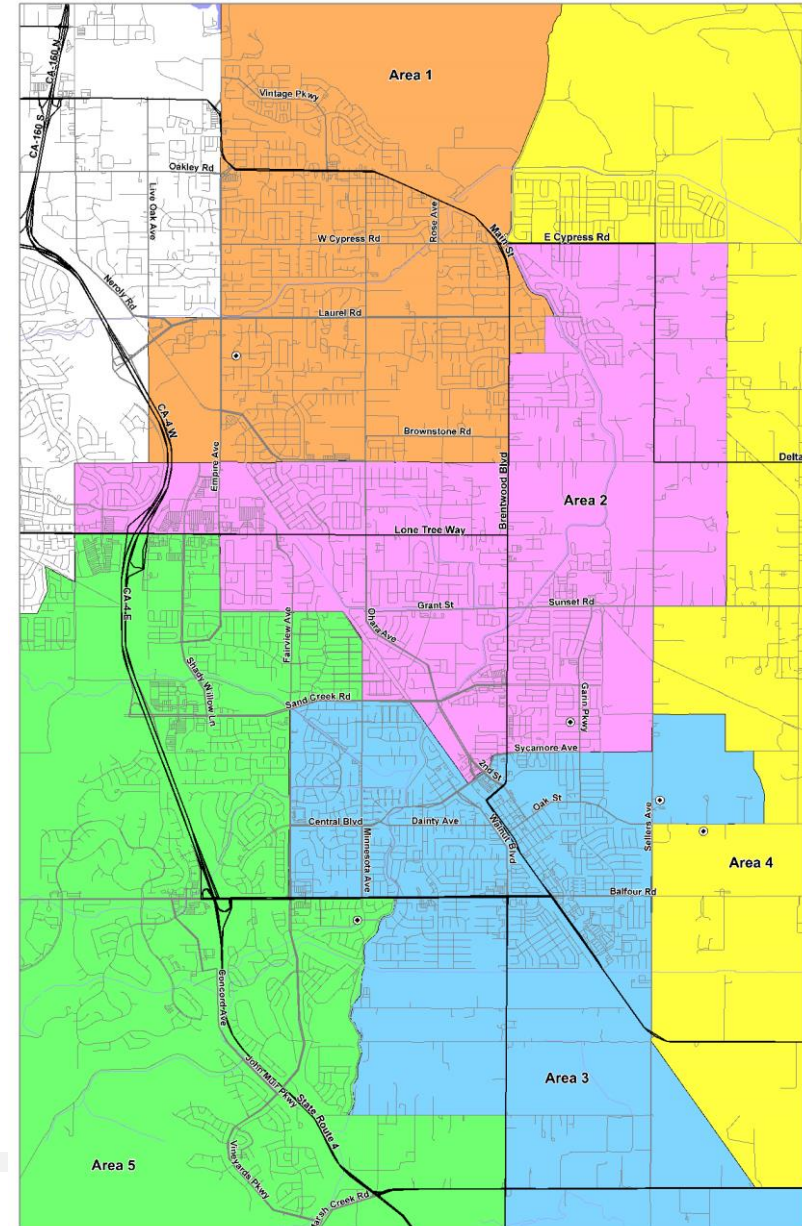 CA-160 N
Area 1
Vintage Pkwy
CA-160 S
Oakley Rd
Live Oak Ave
Rose Ave
W Cypress Rd
Main St
E Cypress Rd
Neroly Rd
Laurel Rd
CA-4 W
Brownstone Rd
Empire Ave
Brentwood Blvd
Delta
Area 2
Lone Tree Way
CA-4 E
Grant St
Sunset Rd
Fairview Ave
Ohara Ave
Shady Willow Ln
Sand Creek Rd
Gann Pkwy
Sycamore Ave
2nd St
Oak St
Central Blvd
Dainty Ave
Walnut Blvd
Minnesota Ave
Sellers Ave
Area 4
Balfour Rd
Concord Ave
John Muir Pkwy
State Route 4
Area 3
Area 5
Vineyards Pkwy
arsh Creek Rd